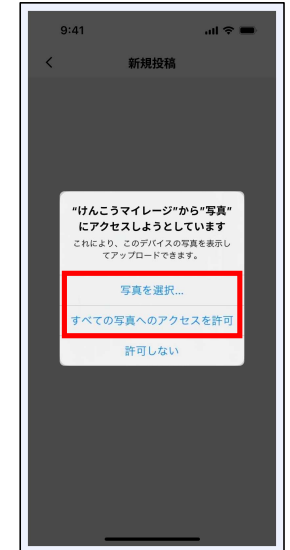 9:41
新規投稿
“けんこうマイレージ”から“写真”
にアクセスしようとしています
これにより、このデバイスの写真を表示し
てアップロードできます。
写真を選択...
すべての写真へのアクセスを許可
許可しない